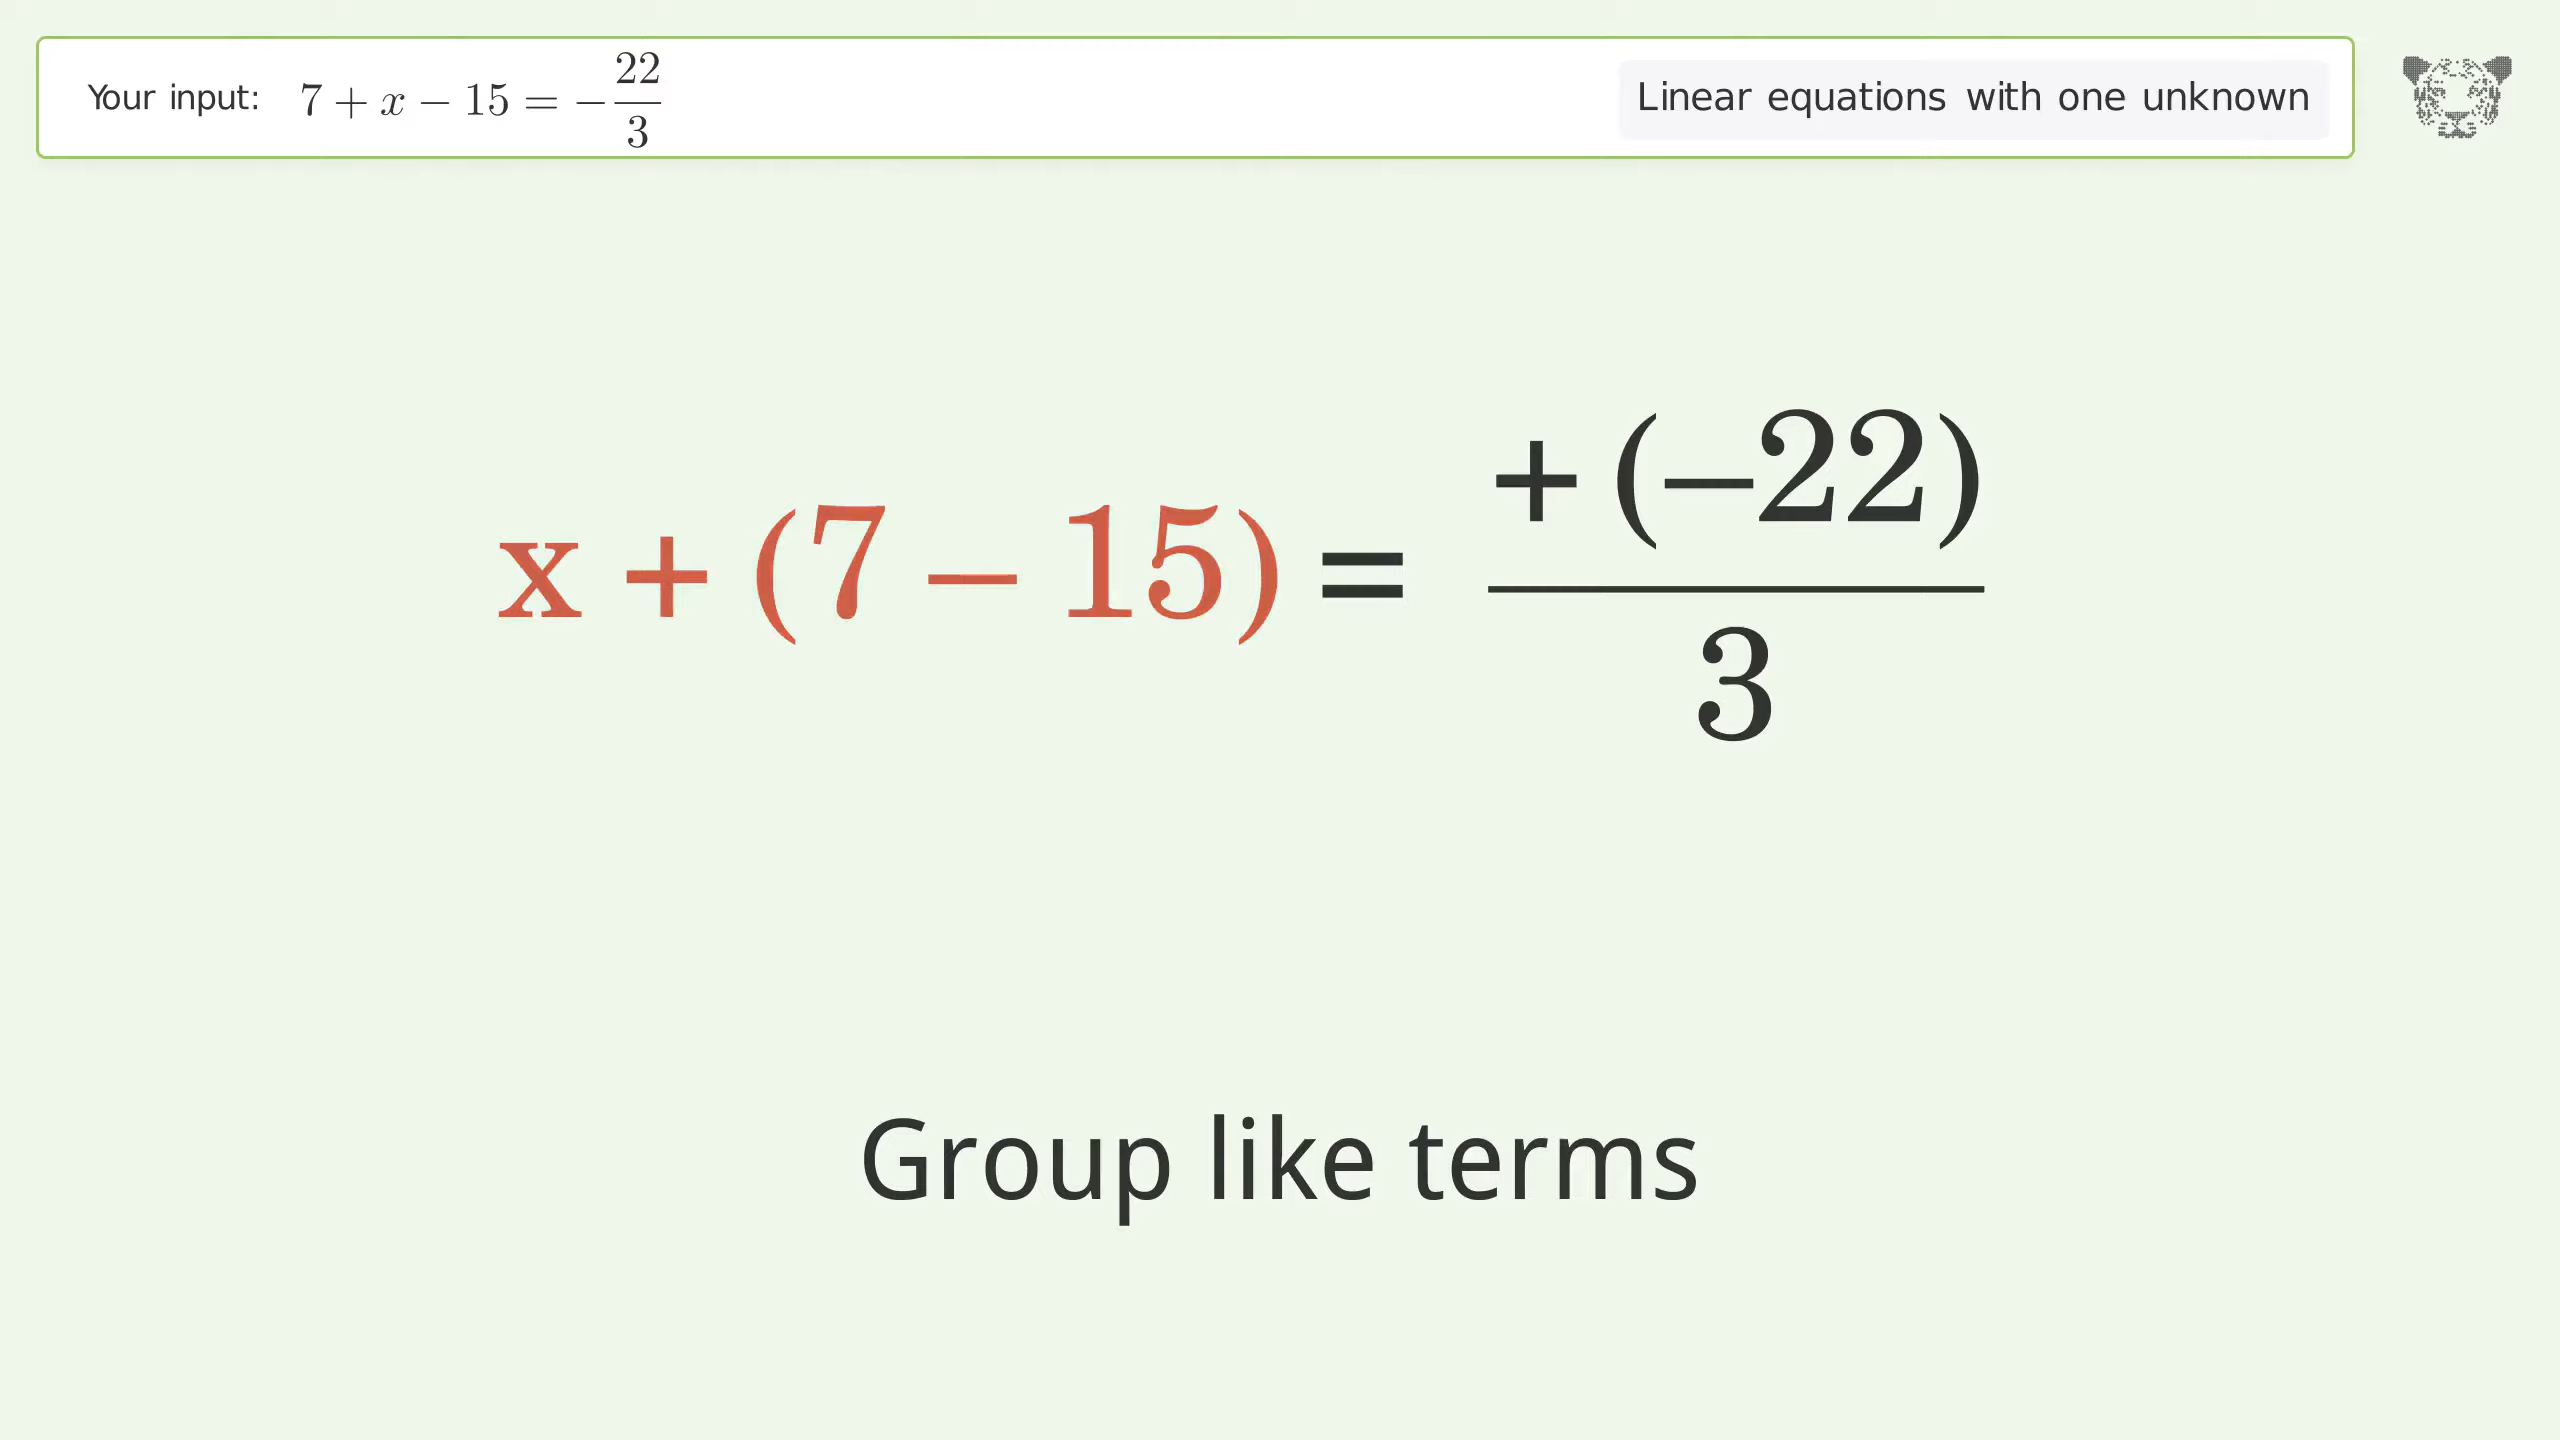 Your input: 7 + x − 15 = −22/3
Linear equations with one unknown
x + (7 − 15) = +(−22)/3
Group like terms